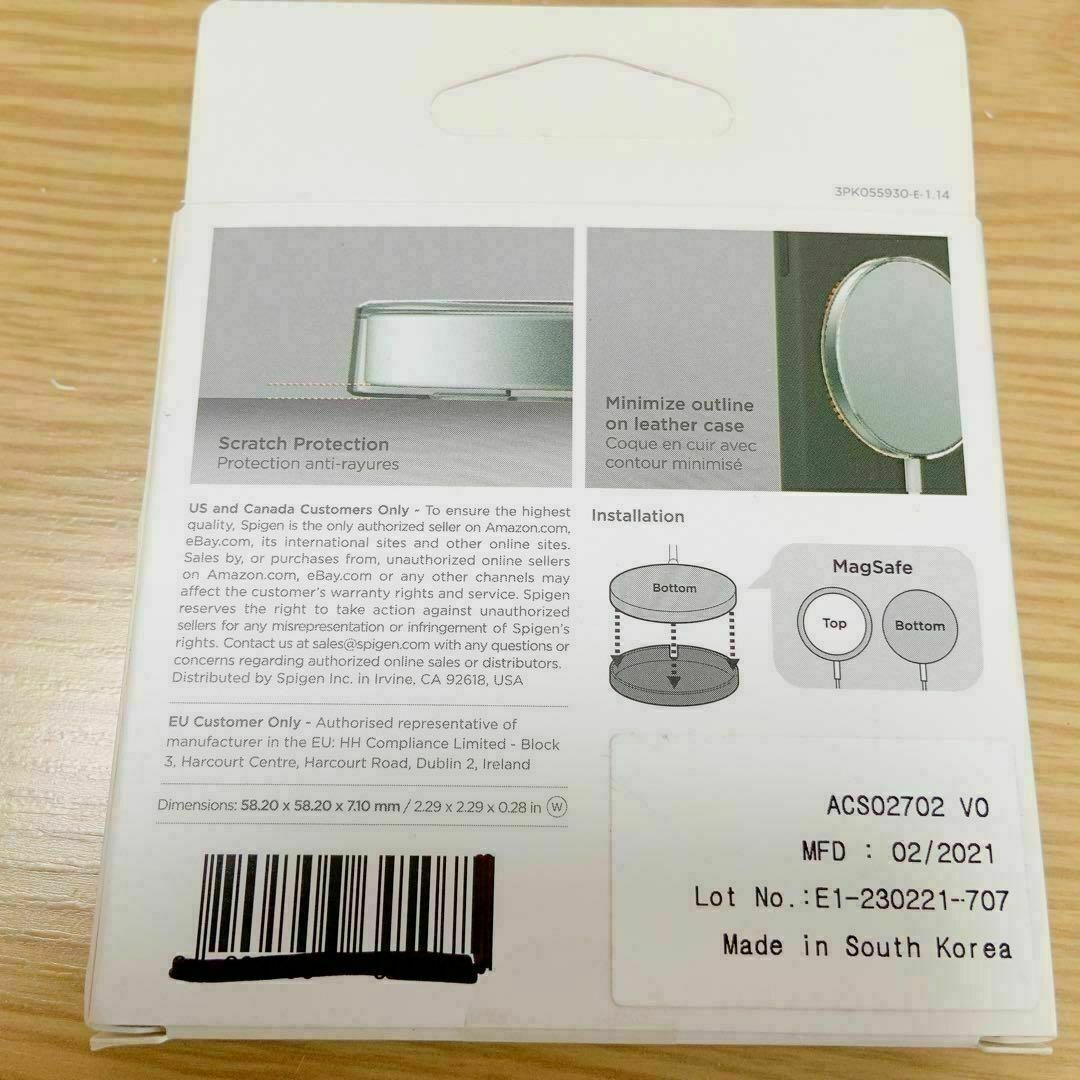 3PK055930-E-1.14
Scratch Protection
Protection anti-rayures
Minimize outline
on leather case
Coque en cuir avec
contour minimisé
US and Canada Customers Only - To ensure the highest
quality, Spigen is the only authorized seller on Amazon.com,
eBay.com, its international sites and other online sites.
Sales by, or purchases from, unauthorized online sellers
on Amazon.com, eBay.com or any other channels may
affect the customer's warranty rights and service. Spigen
reserves the right to take action against unauthorized
sellers for any misrepresentation or infringement of Spigen's
rights. Contact us at sales@spigen.com with any questions or
concerns regarding authorized online sales or distributors.
Distributed by Spigen Inc. in Irvine, CA 92618, USA
EU Customer Only - Authorised representative of
manufacturer in the EU: HH Compliance Limited - Block
3, Harcourt Centre, Harcourt Road, Dublin 2, Ireland
Dimensions: 58.20 x 58.20 x 7.10 mm / 2.29 x 2.29 x 0.28 in W
Installation
Bottom
MagSafe
Top
Bottom
ACS02702 V0
MFD : 02/2021
Lot No.:E1-230221--707
Made in South Korea